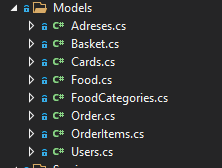 Models
C# Adreses.cs
C# Basket.cs
C# Cards.cs
C# Food.cs
C# FoodCategories.cs
C# Order.cs
C# OrderItems.cs
C# Users.cs